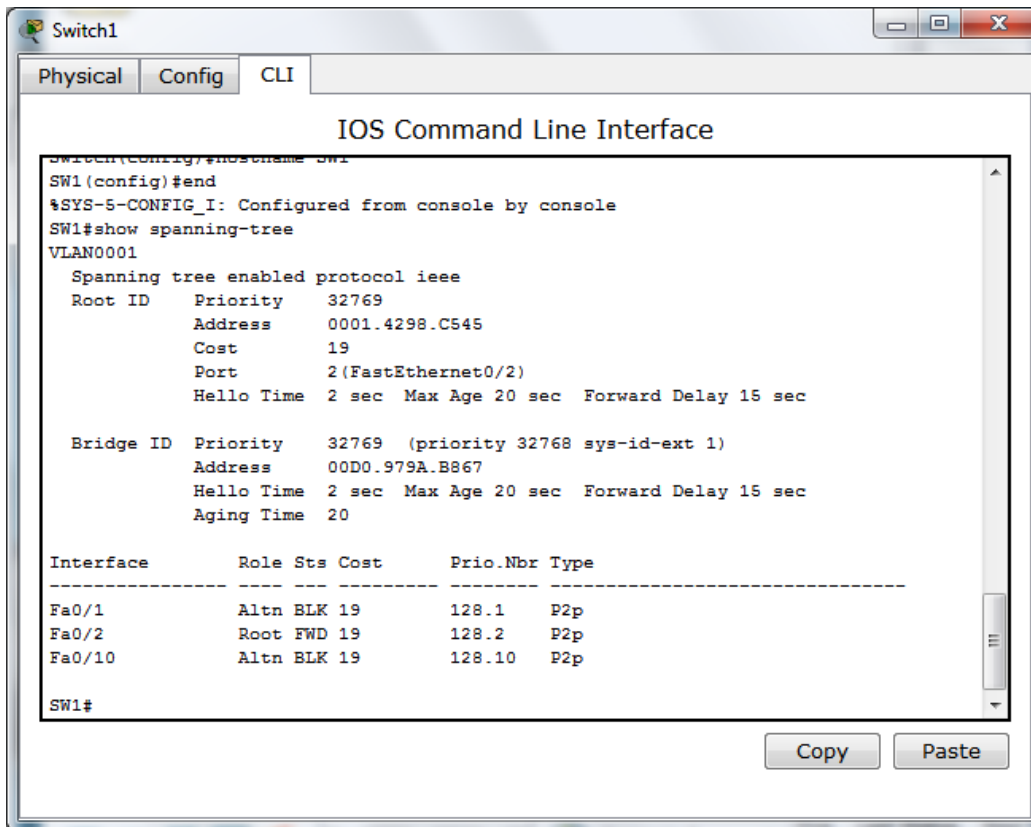 Switch1
Physical Config CLI
IOS Command Line Interface
Switch(config)#hostname SW1
SW1(config)#end
%SYS-5-CONFIG_I: Configured from console by console
SW1#show spanning-tree
VLAN0001
  Spanning tree enabled protocol ieee
  Root ID    Priority    32769
             Address     0001.4298.C545
             Cost        19
             Port        2(FastEthernet0/2)
             Hello Time  2 sec  Max Age 20 sec  Forward Delay 15 sec

  Bridge ID  Priority    32769  (priority 32768 sys-id-ext 1)
             Address     00D0.979A.B867
             Hello Time  2 sec  Max Age 20 sec  Forward Delay 15 sec
             Aging Time  20

Interface        Role Sts Cost      Prio.Nbr Type
---------------- ---- --- --------- -------- --------------------------------
Fa0/1            Altn BLK 19        128.1    P2p
Fa0/2            Root FWD 19        128.2    P2p
Fa0/10           Altn BLK 19        128.10   P2p

SW1#
Copy Paste